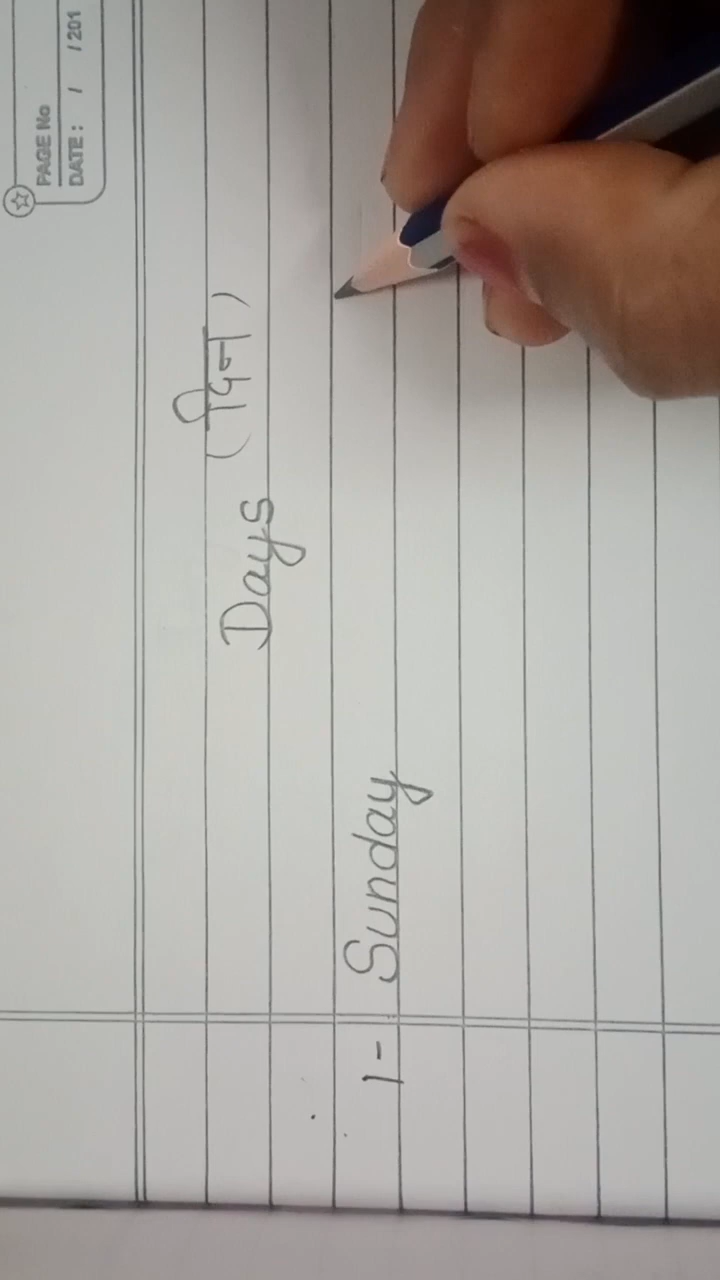 PAGE No
DATE : / / 201
Days (दिन)
1- Sunday